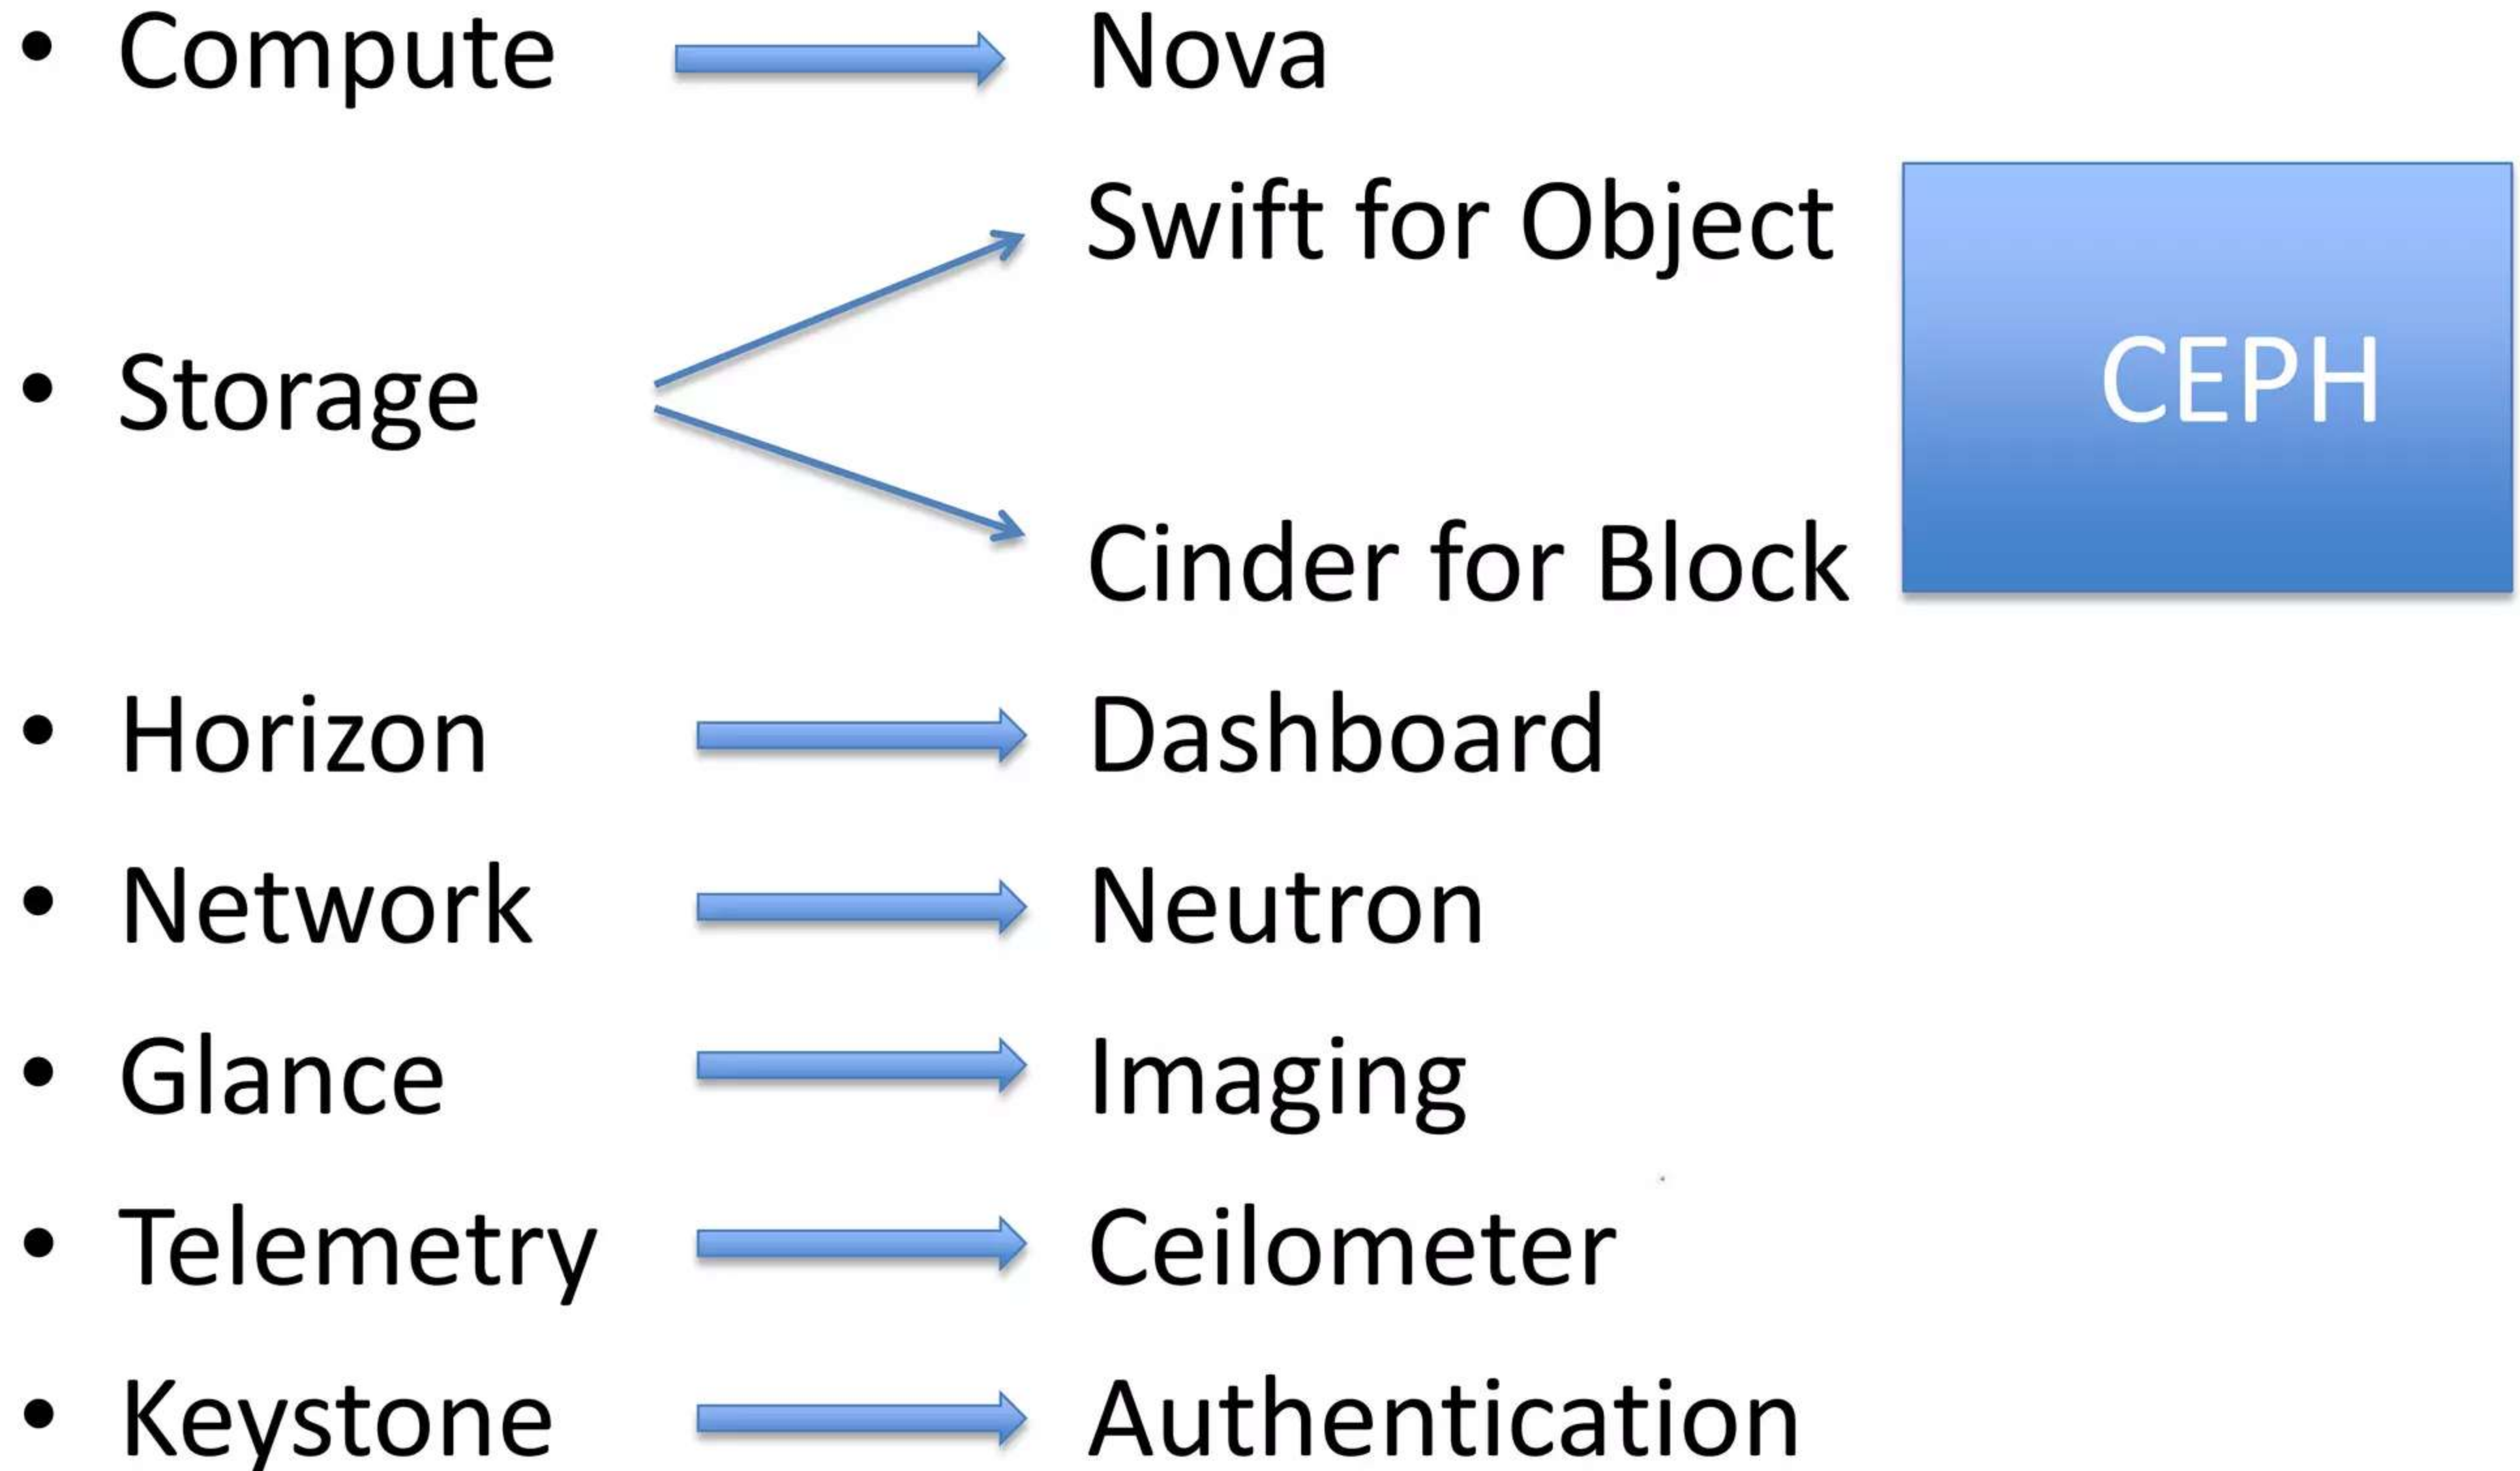 • Compute Nova
Swift for Object
• Storage CEPH
Cinder for Block
• Horizon Dashboard
• Network Neutron
• Glance Imaging
• Telemetry Ceilometer
• Keystone Authentication